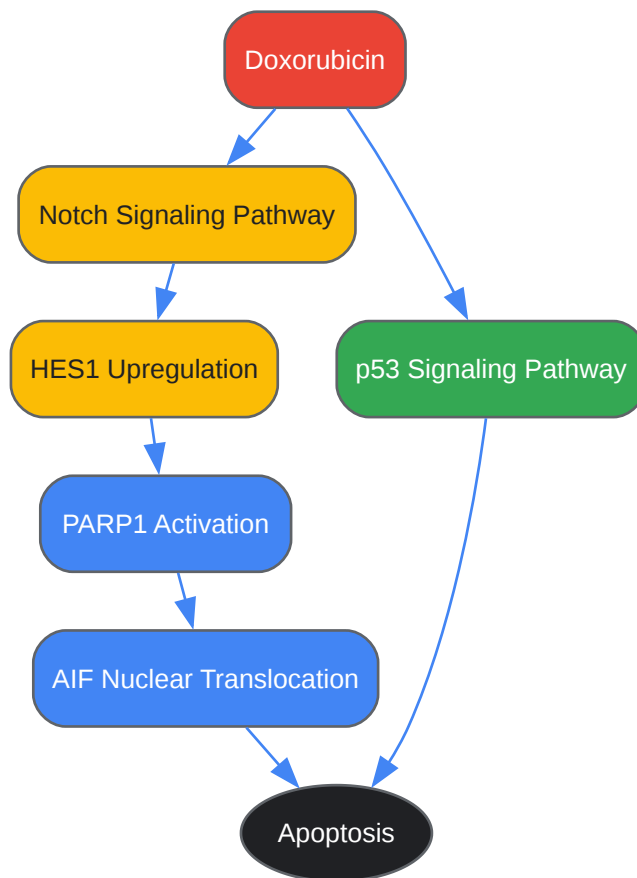 Doxorubicin
Notch Signaling Pathway
HES1 Upregulation
p53 Signaling Pathway
PARP1 Activation
AIF Nuclear Translocation
Apoptosis